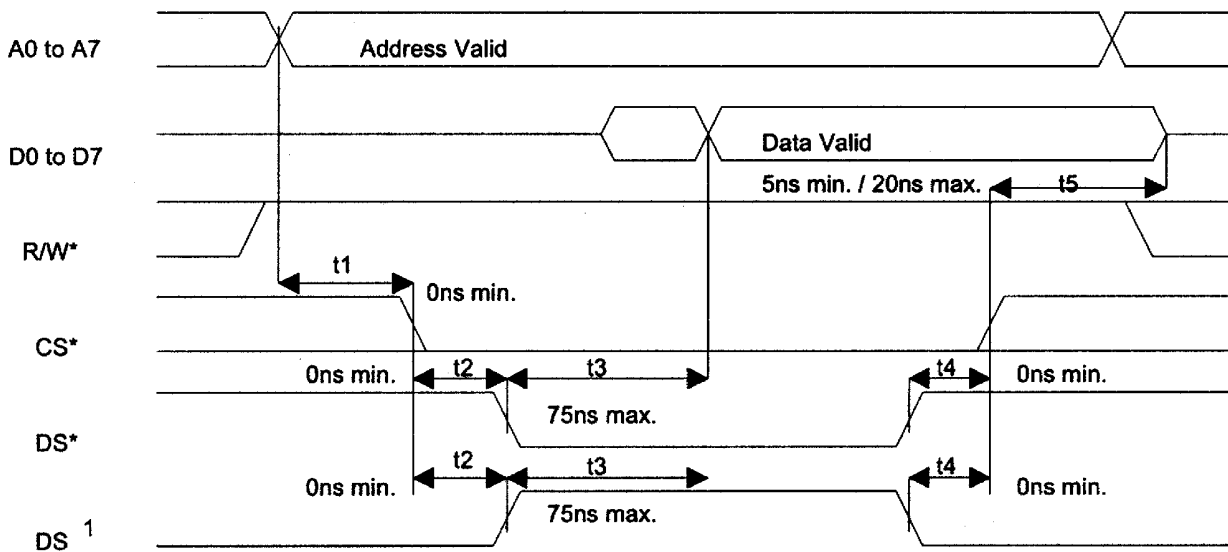 A0 to A7
Address Valid
D0 to D7
Data Valid
5ns min. / 20ns max.
t5
R/W*
t1
0ns min.
CS*
0ns min.
t2
t3
t4
0ns min.
75ns max.
DS*
0ns min.
t2
t3
t4
0ns min.
75ns max.
DS 1